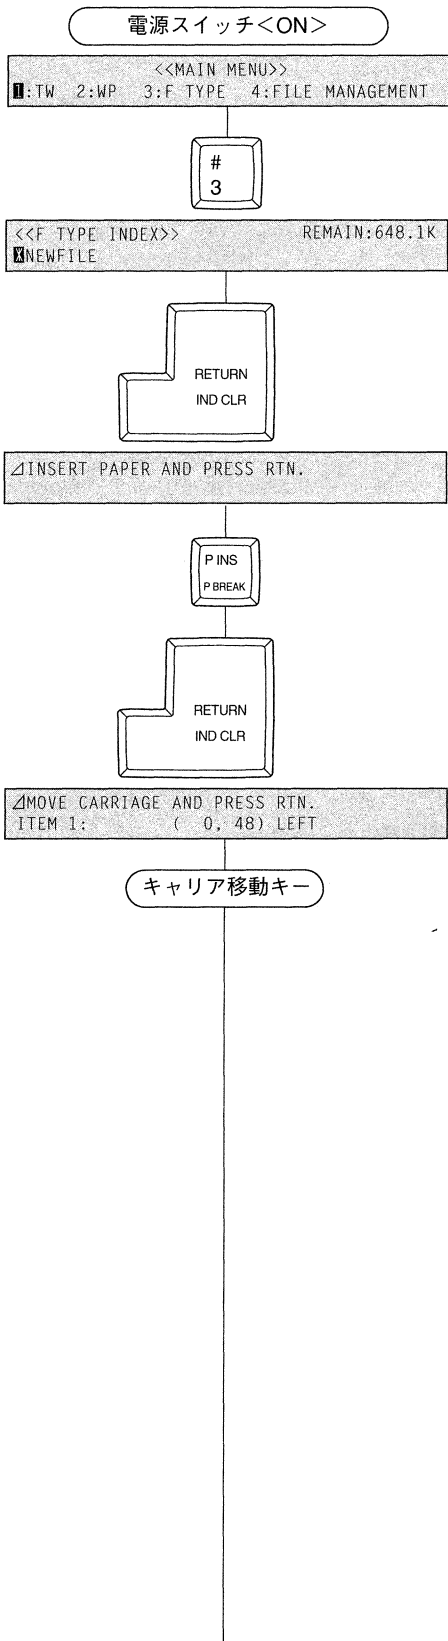 電源スイッチ<ON>
<<MAIN MENU>>
1:TW 2:WP 3:F TYPE 4:FILE MANAGEMENT
#
3
<<F TYPE INDEX>> REMAIN:648.1K
XNEWFILE
RETURN
IND CLR
⊿INSERT PAPER AND PRESS RTN.
P INS
P BREAK
RETURN
IND CLR
⊿MOVE CARRIAGE AND PRESS RTN.
ITEM 1: ( 0, 48) LEFT
キャリア移動キー